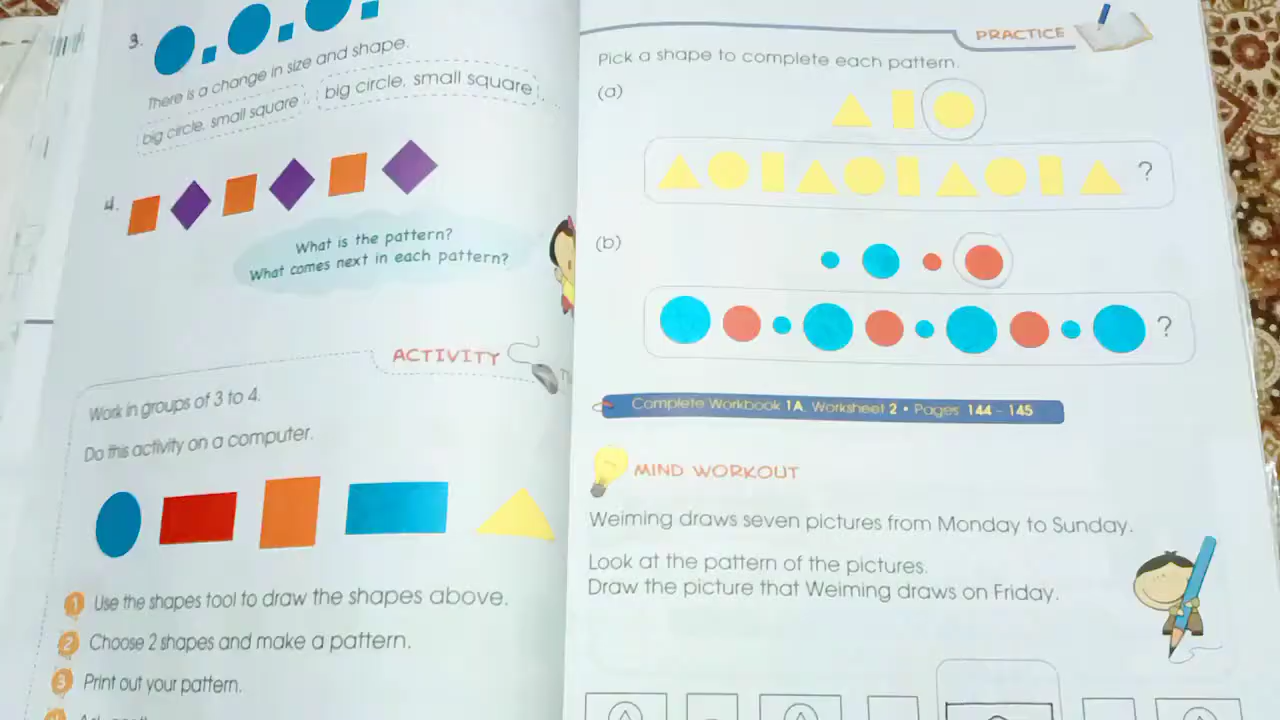 3.
There is a change in size and shape.
big circle, small square, big circle, small square,
4.
What is the pattern?
What comes next in each pattern?
ACTIVITY
Work in groups of 3 to 4.
Do this activity on a computer.
1 Use the shapes tool to draw the shapes above.
2 Choose 2 shapes and make a pattern.
3 Print out your pattern.
PRACTICE
Pick a shape to complete each pattern.
(a)
?
(b)
?
Complete Workbook 1A, Worksheet 2 • Pages 144 – 145
MIND WORKOUT
Weiming draws seven pictures from Monday to Sunday.
Look at the pattern of the pictures.
Draw the picture that Weiming draws on Friday.